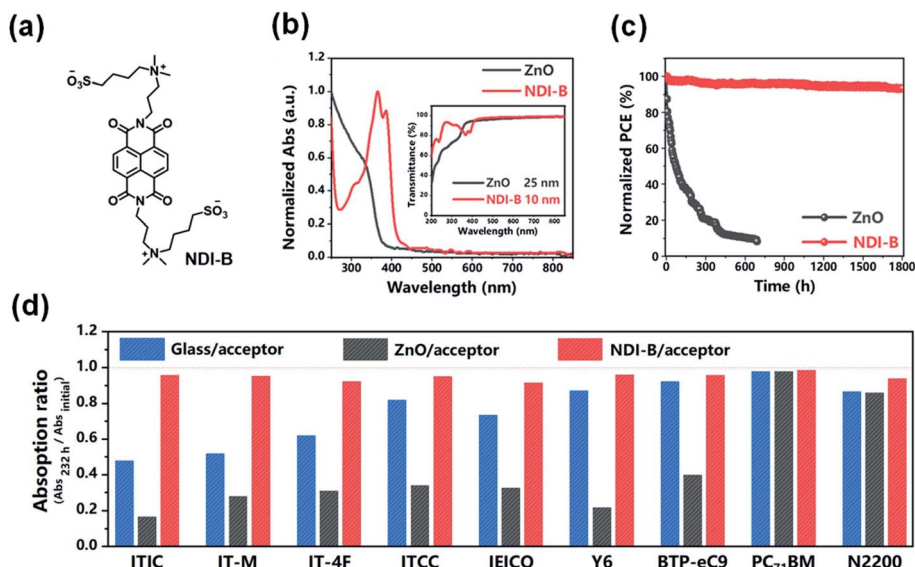 (a)
SO₃⁻
N⁺
O
N
O
O
N
O
SO₃⁻
N⁺
NDI-B
(b)
Normalized Abs (a.u.)
1.2
1.0
0.8
0.6
0.4
0.2
0.0
ZnO
NDI-B
Transmittance (%)
100
80
60
40
20
0
ZnO 25 nm
NDI-B 10 nm
200 300 400 500 600 700 800
Wavelength (nm)
300 400 500 600 700 800
Wavelength (nm)
(c)
Normalized PCE (%)
100
80
60
40
20
0
ZnO
NDI-B
0 300 600 900 1200 1500 1800
Time (h)
(d)
Absoption ratio
(Abs 232 h / Abs initial)
1.2
1.0
0.8
0.6
0.4
0.2
0.0
Glass/acceptor ZnO/acceptor NDI-B/acceptor
ITIC IT-M IT-4F ITCC IEICO Y6 BTP-eC9 PC₇₁BM N2200